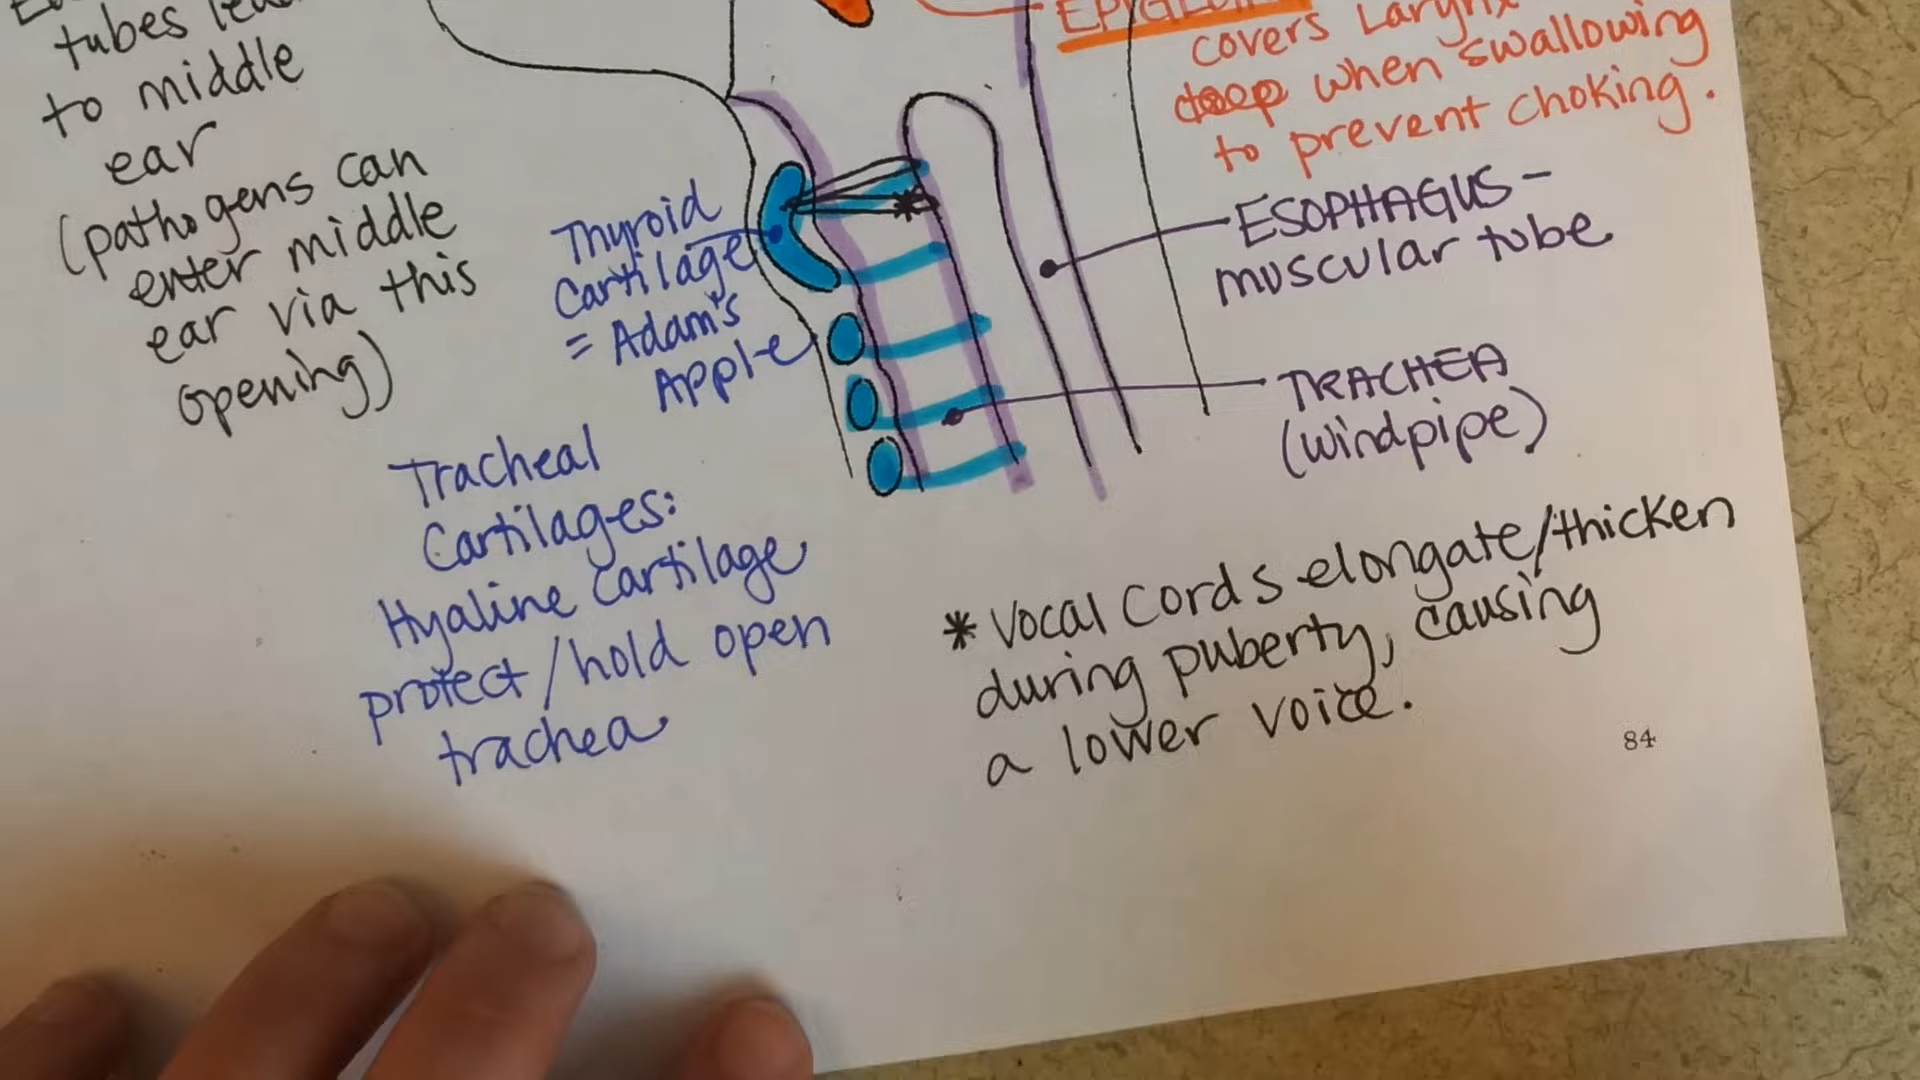 tubes
to middle
ear
(pathogens can
enter middle
ear via this
opening)
EPIGLOTTIS
covers Larynx
when swallowing
to prevent choking.
Thyroid
Cartilage
= Adam's
Apple
ESOPHAGUS-
muscular tube
TRACHEA
(windpipe)
Tracheal
Cartilages:
Hyaline Cartilage
protect/hold open
trachea
* Vocal Cords elongate/thicken
during puberty, causing
a lower voice.
84